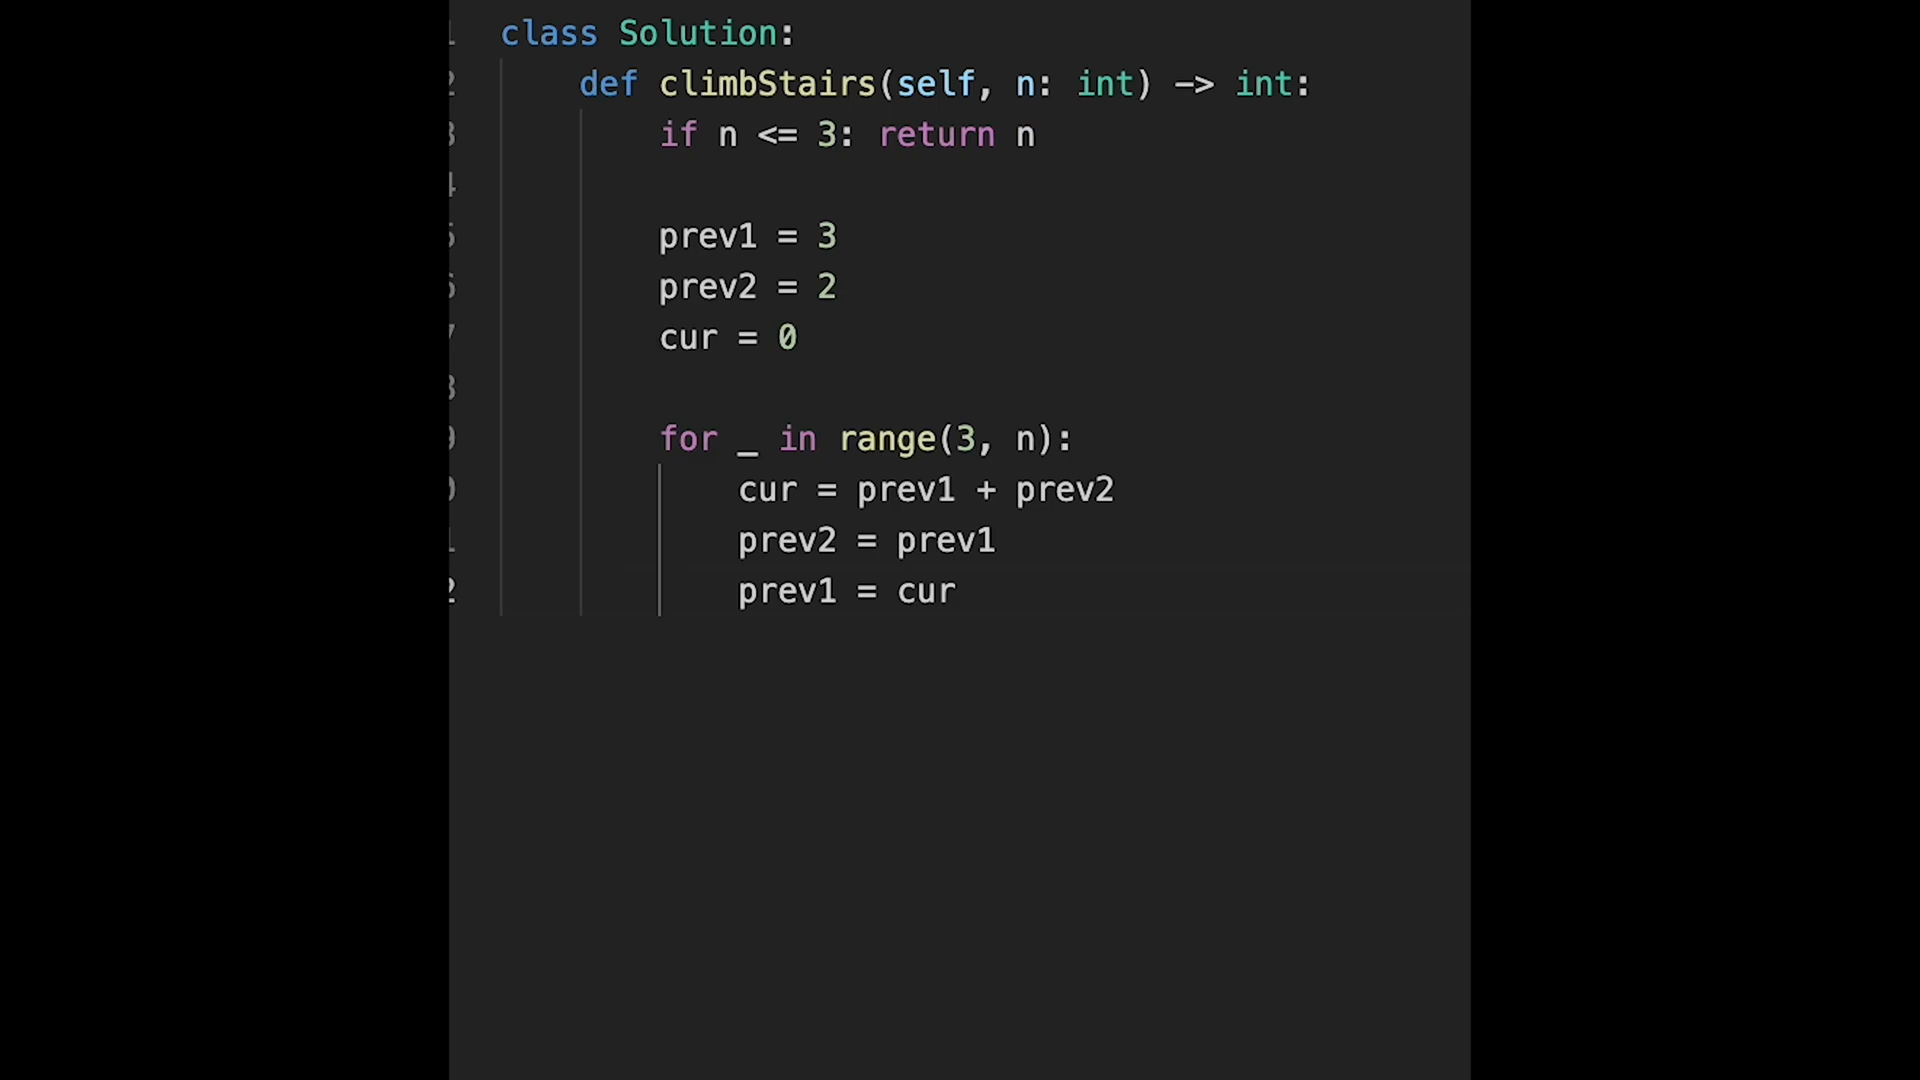 class Solution:
def climbStairs(self, n: int) -> int:
if n <= 3: return n
prev1 = 3
prev2 = 2
cur = 0
for _ in range(3, n):
cur = prev1 + prev2
prev2 = prev1
prev1 = cur